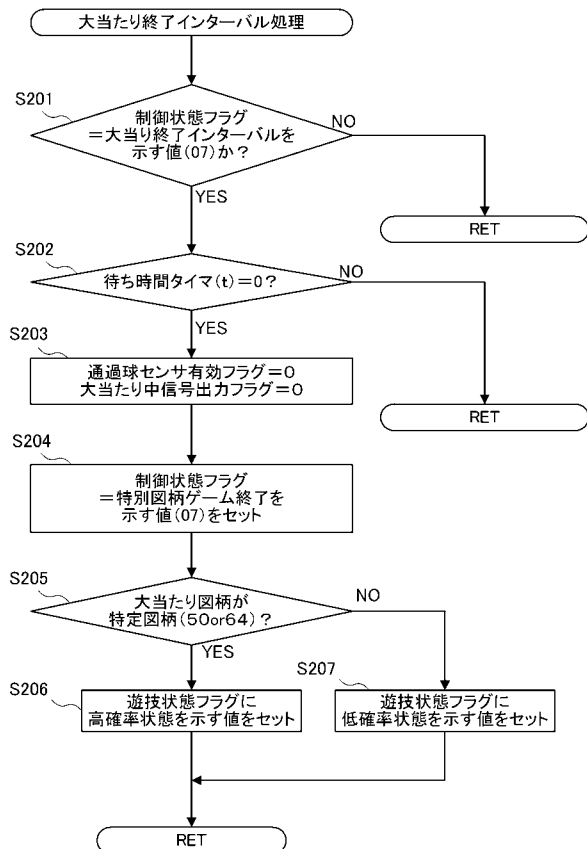 大当たり終了インターバル処理
S201
制御状態フラグ
＝大当り終了インターバルを
示す値(07)か？
NO
YES
RET
S202
待ち時間タイマ(t)＝0？
NO
YES
RET
S203
通過球センサ有効フラグ＝0
大当たり中信号出力フラグ＝0
S204
制御状態フラグ
＝特別図柄ゲーム終了を
示す値(07)をセット
S205
大当たり図柄が
特定図柄(50or64)？
NO
YES
S206
遊技状態フラグに
高確率状態を示す値をセット
S207
遊技状態フラグに
低確率状態を示す値をセット
RET